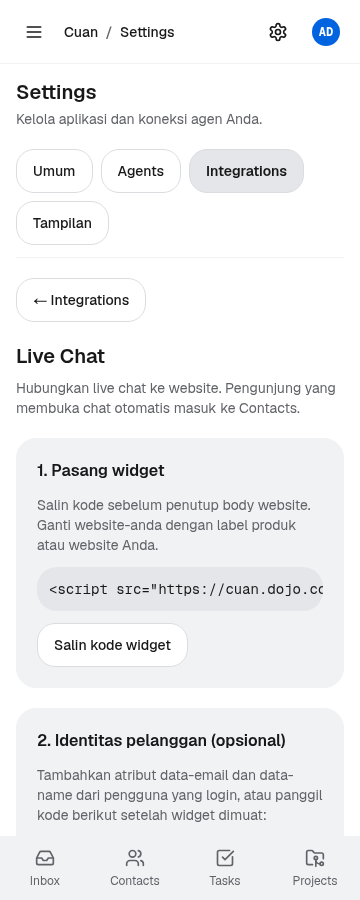 Cuan / Settings
AD
Settings
Kelola aplikasi dan koneksi agen Anda.
Umum
Agents
Integrations
Tampilan
← Integrations
Live Chat
Hubungkan live chat ke website. Pengunjung yang
membuka chat otomatis masuk ke Contacts.
1. Pasang widget
Salin kode sebelum penutup body website.
Ganti website-anda dengan label produk
atau website Anda.
<script src="https://cuan.dojo.co
Salin kode widget
2. Identitas pelanggan (opsional)
Tambahkan atribut data-email dan data-
name dari pengguna yang login, atau panggil
kode berikut setelah widget dimuat:
Inbox
Contacts
Tasks
Projects